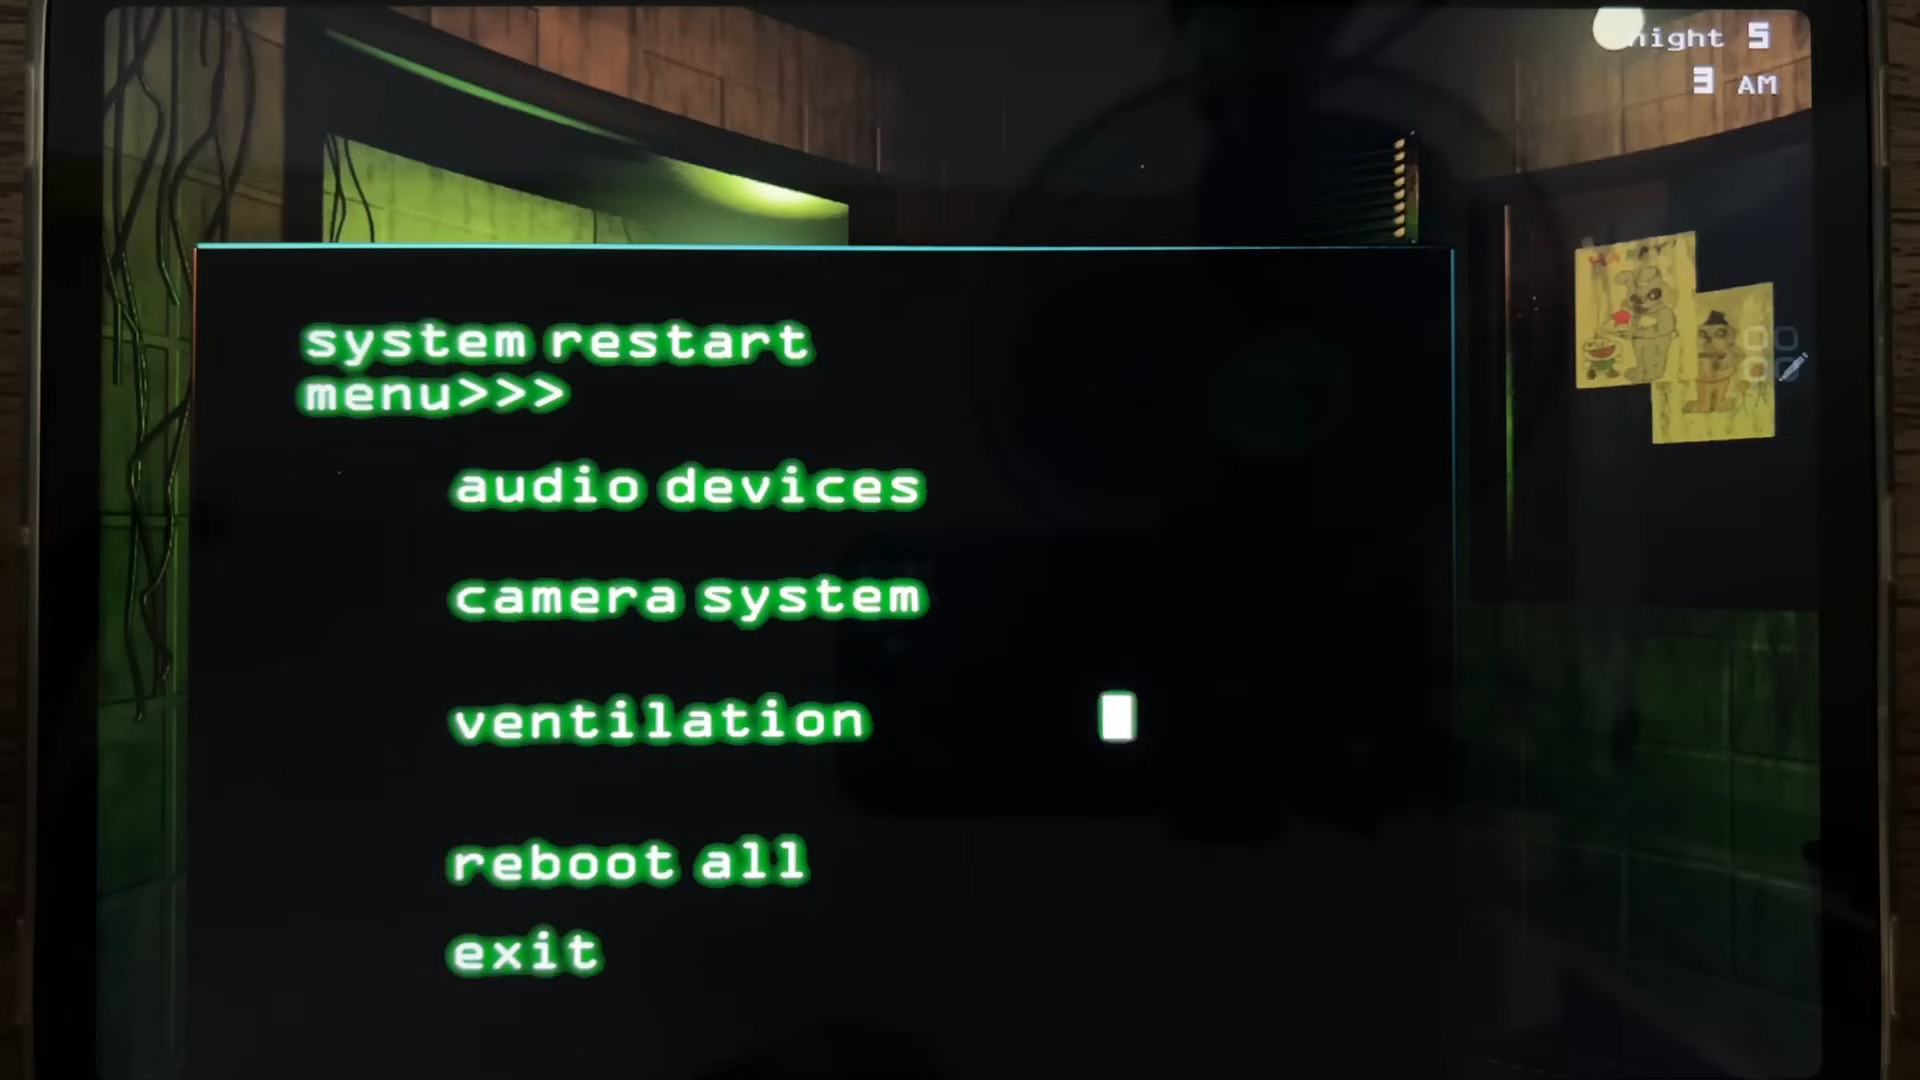 night 5
3 AM
system restart
menu>>>
audio devices
camera system
ventilation
reboot all
exit